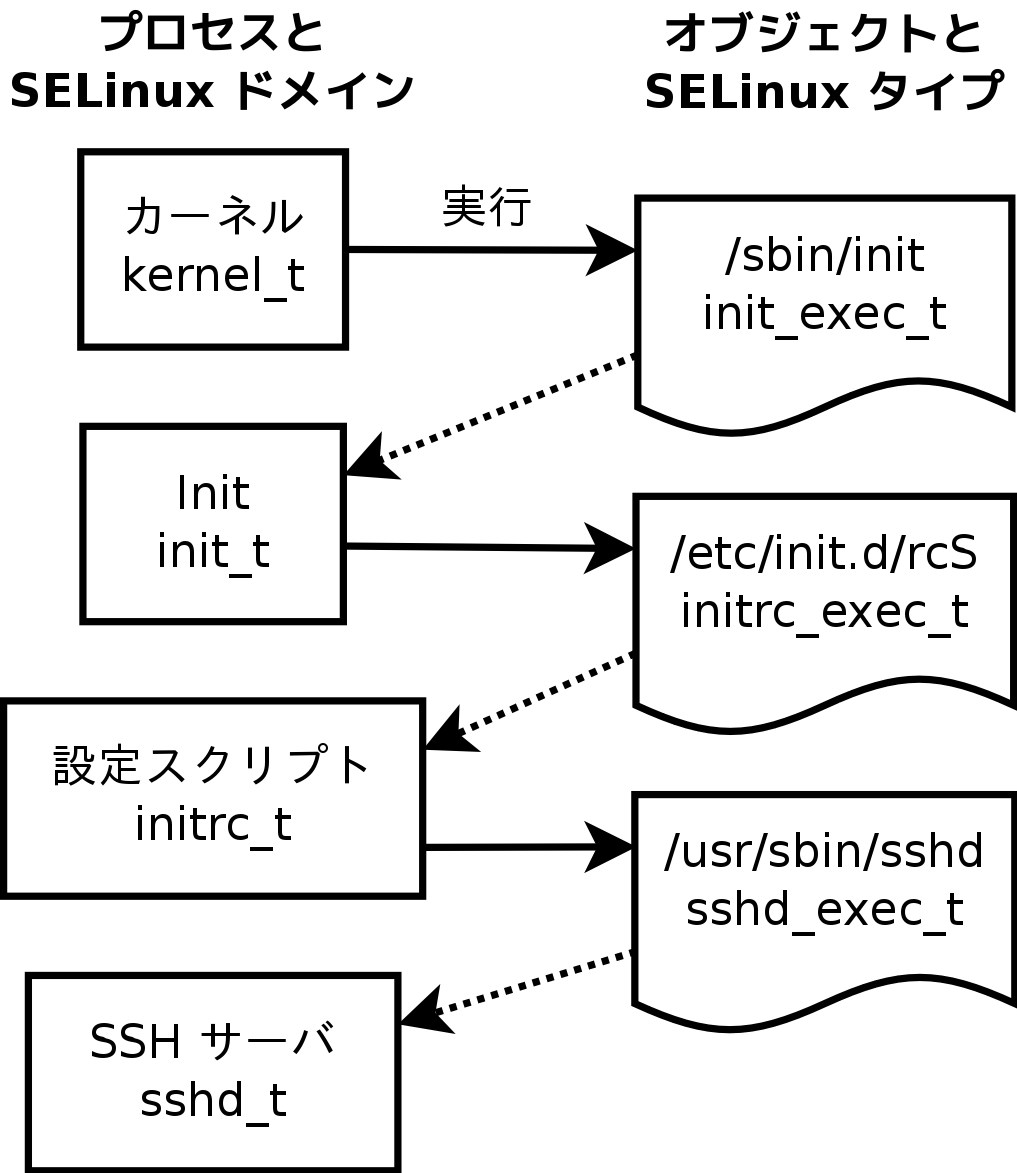 プロセスと
SELinux ドメイン
オブジェクトと
SELinux タイプ
カーネル
kernel_t
実行
/sbin/init
init_exec_t
Init
init_t
/etc/init.d/rcS
initrc_exec_t
設定スクリプト
initrc_t
/usr/sbin/sshd
sshd_exec_t
SSH サーバ
sshd_t